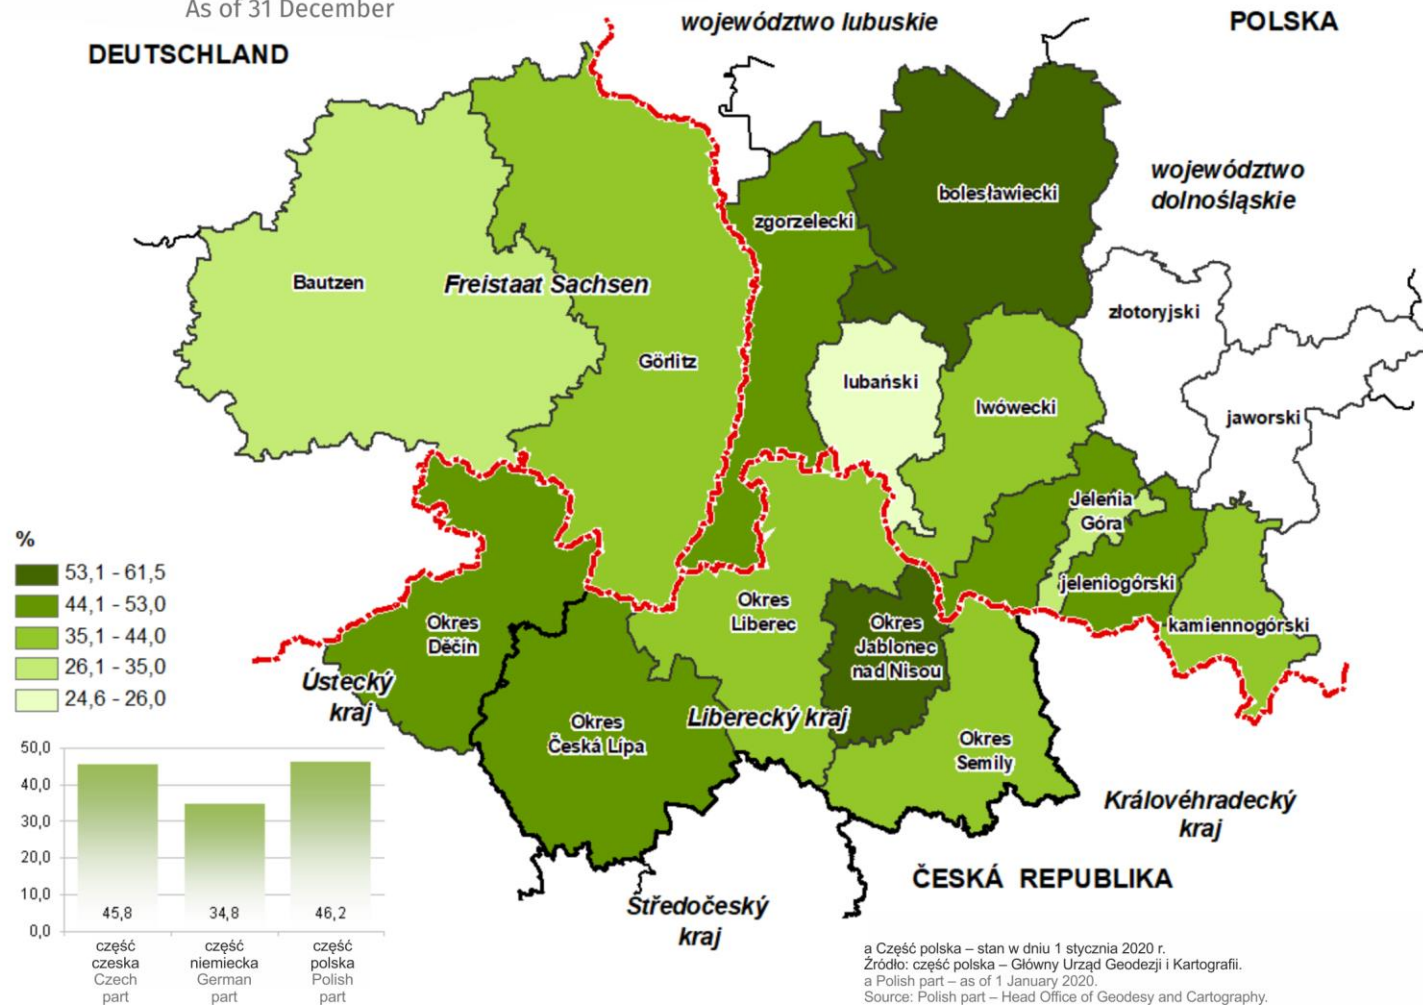 As of 31 December
DEUTSCHLAND
województwo lubuskie
POLSKA
województwo
dolnośląskie
bolesławiecki
zgorzelecki
Bautzen
Freistaat Sachsen
złotoryjski
Görlitz
lubański
lwówecki
jaworski
Jelenia
Góra
jeleniogórski
kamiennogórski
%
53,1 - 61,5
44,1 - 53,0
35,1 - 44,0
26,1 - 35,0
24,6 - 26,0
Okres
Děčín
Okres
Liberec
Okres
Jablonec
nad Nisou
Ústecký
kraj
Okres
Česká Lípa
Liberecký kraj
Okres
Semily
Královéhradecký
kraj
ČESKÁ REPUBLIKA
Středočeský
kraj
50,0
40,0
30,0
20,0
10,0
0,0
45,8
34,8
46,2
część
czeska
Czech
part
część
niemiecka
German
part
część
polska
Polish
part
a Część polska – stan w dniu 1 stycznia 2020 r.
Źródło: część polska – Główny Urząd Geodezji i Kartografii.
a Polish part – as of 1 January 2020.
Source: Polish part – Head Office of Geodesy and Cartography.